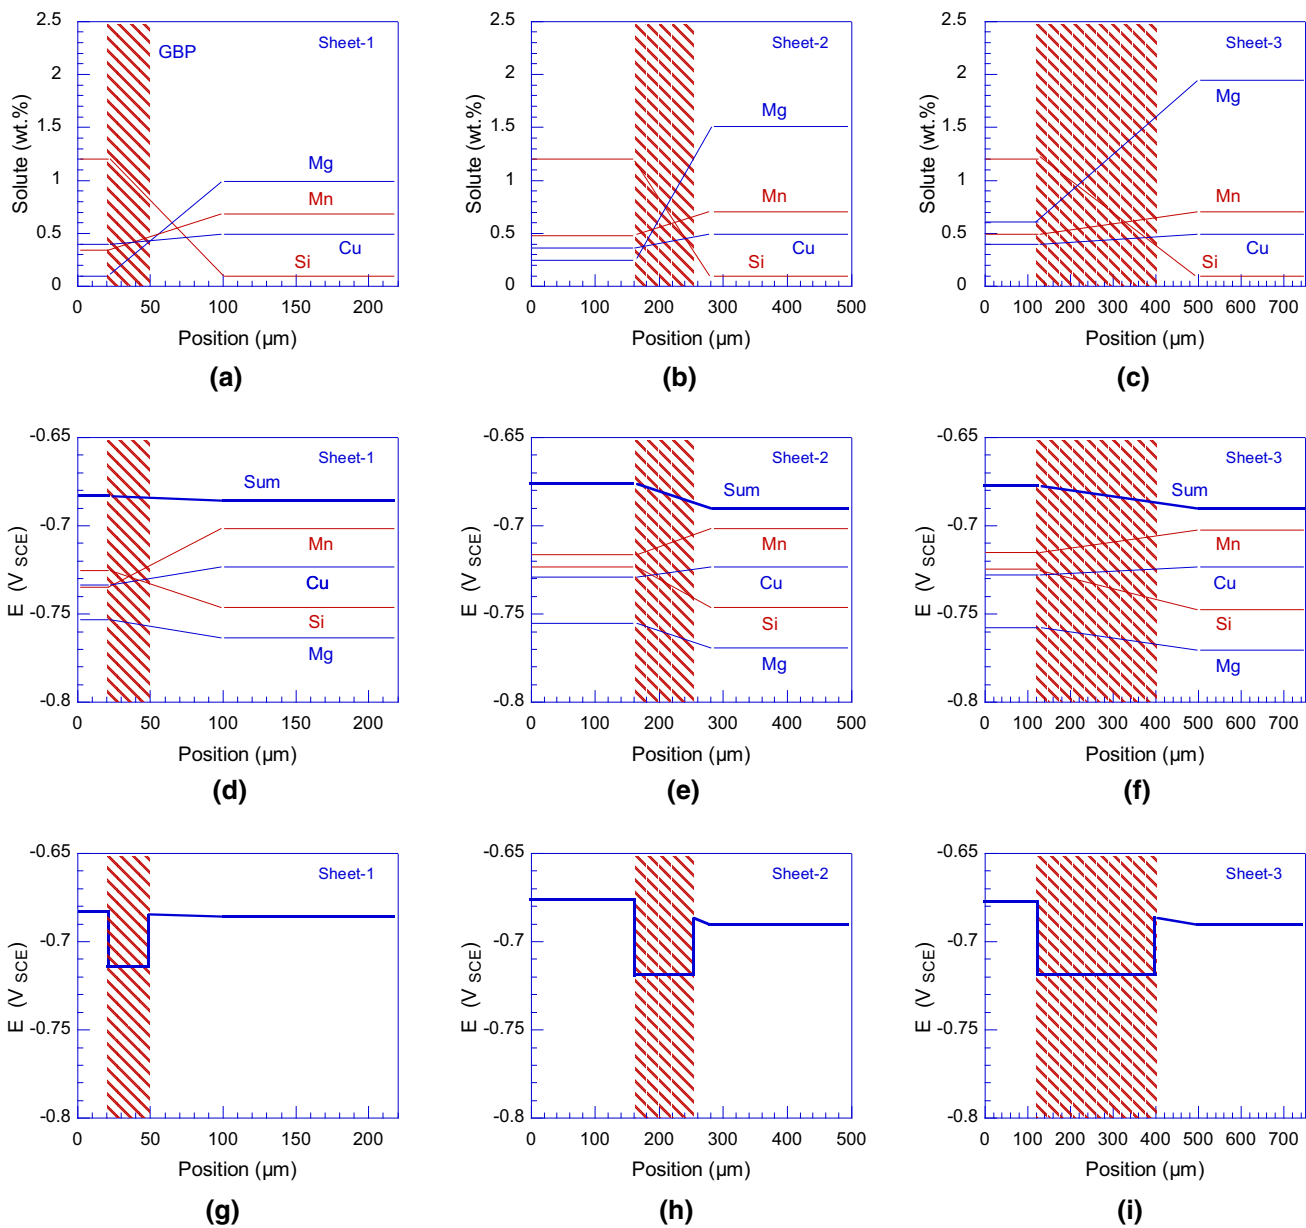 2.5
2
1.5
1
0.5
0
Solute (wt.%)
GBP
Sheet-1
Mg
Mn
Cu
Si
0 50 100 150 200
Position (µm)
(a)
2.5
2
1.5
1
0.5
0
Solute (wt.%)
Sheet-2
Mg
Mn
Cu
Si
0 100 200 300 400 500
Position (µm)
(b)
2.5
2
1.5
1
0.5
0
Solute (wt.%)
Sheet-3
Mg
Mn
Si Cu
0 100 200 300 400 500 600 700
Position (µm)
(c)
-0.65
-0.7
-0.75
-0.8
E (V SCE)
Sheet-1
Sum
Mn
Cu
Si
Mg
0 50 100 150 200
Position (µm)
(d)
-0.65
-0.7
-0.75
-0.8
E (V SCE)
Sheet-2
Sum
Mn
Cu
Si
Mg
0 100 200 300 400 500
Position (µm)
(e)
-0.65
-0.7
-0.75
-0.8
E (V SCE)
Sheet-3
Sum
Mn
Cu
Si
Mg
0 100 200 300 400 500 600 700
Position (µm)
(f)
-0.65
-0.7
-0.75
-0.8
E (V SCE)
Sheet-1
0 50 100 150 200
Position (µm)
(g)
-0.65
-0.7
-0.75
-0.8
E (V SCE)
Sheet-2
0 100 200 300 400 500
Position (µm)
(h)
-0.65
-0.7
-0.75
-0.8
E (V SCE)
Sheet-3
0 100 200 300 400 500 600 700
Position (µm)
(i)